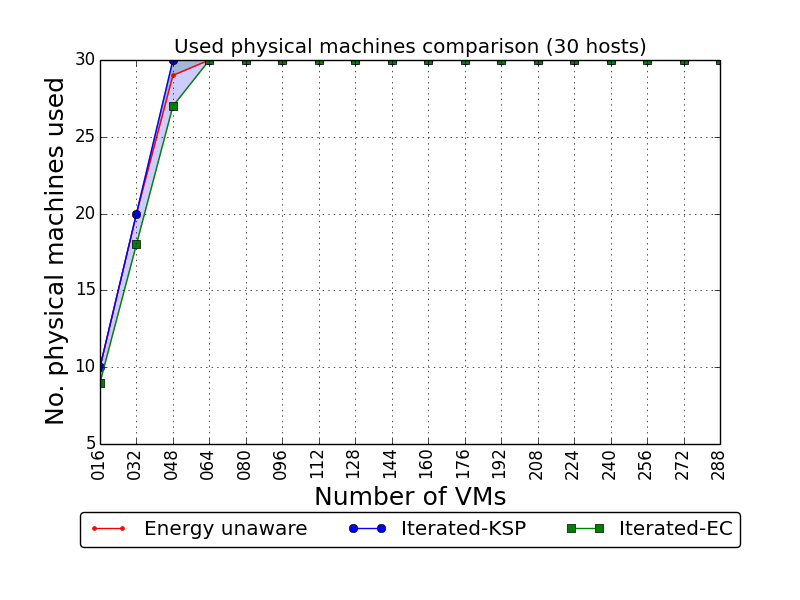 Used physical machines comparison (30 hosts)
No. physical machines used
30
25
20
15
10
5
016 032 048 064 080 096 112 128 144 160 176 192 208 224 240 256 272 288
Number of VMs
Energy unaware Iterated-KSP Iterated-EC